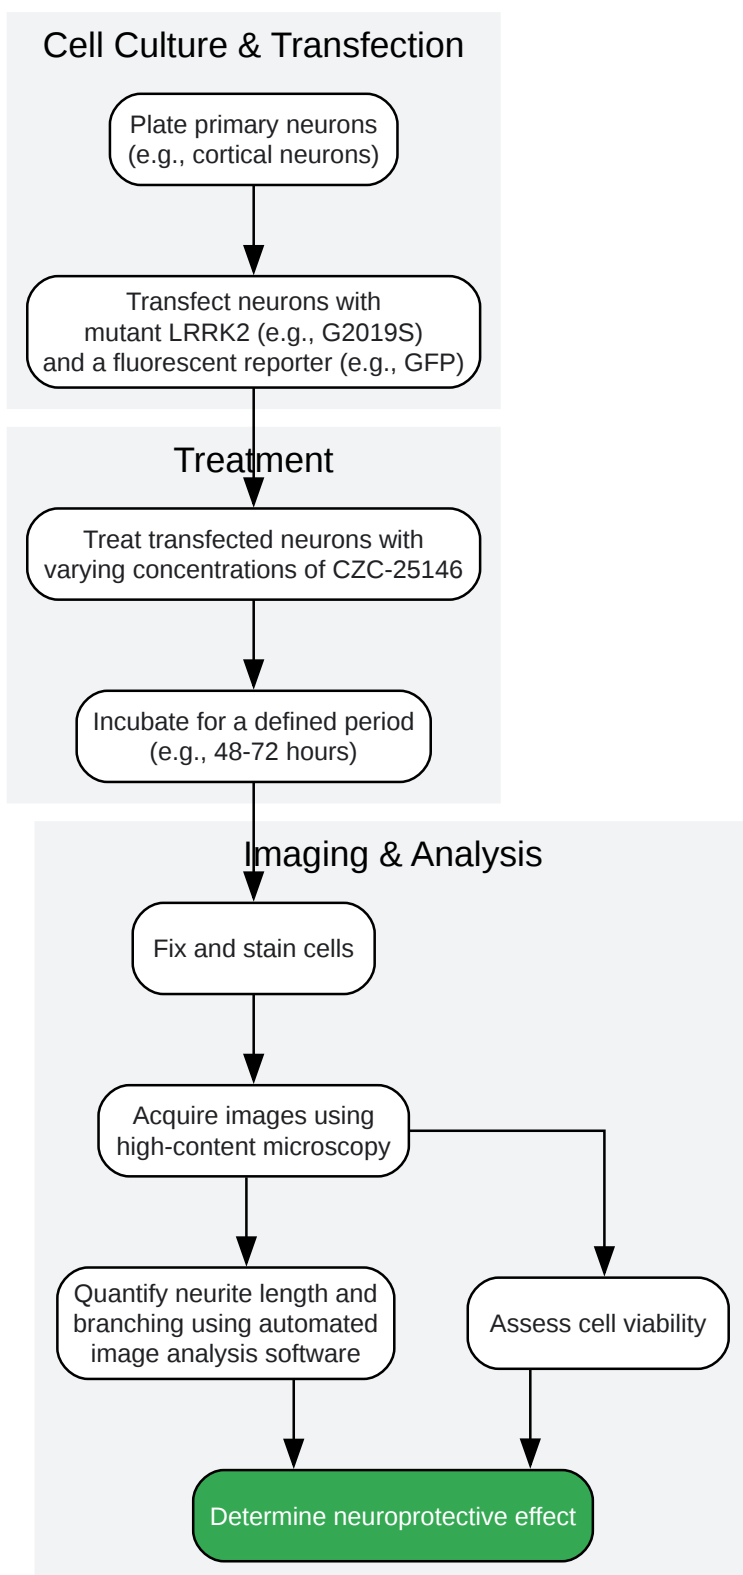 Cell Culture & Transfection
Plate primary neurons
(e.g., cortical neurons)
Transfect neurons with
mutant LRRK2 (e.g., G2019S)
and a fluorescent reporter (e.g., GFP)
Treatment
Treat transfected neurons with
varying concentrations of CZC-25146
Incubate for a defined period
(e.g., 48-72 hours)
Imaging & Analysis
Fix and stain cells
Acquire images using
high-content microscopy
Quantify neurite length and
branching using automated
image analysis software
Assess cell viability
Determine neuroprotective effect